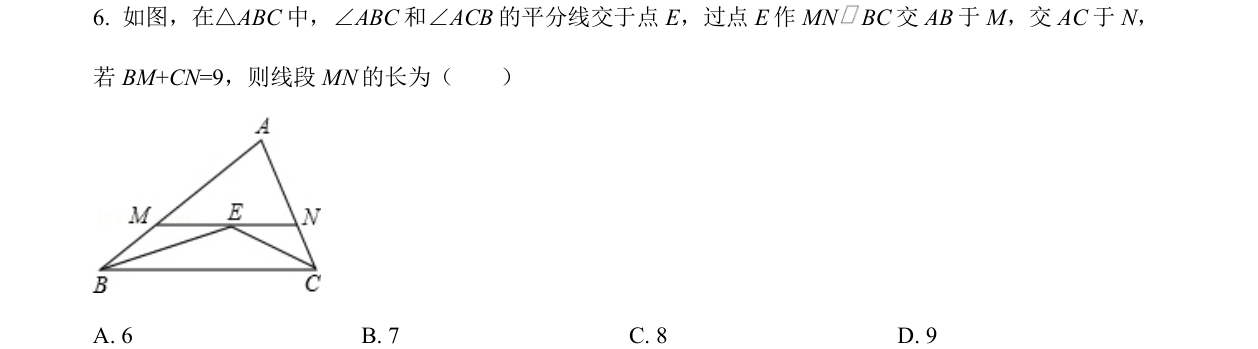 6. 如图，在△ABC 中，∠ABC 和∠ACB 的平分线交于点 E，过点 E 作 MN▱BC 交 AB 于 M，交 AC 于 N，
若 BM+CN=9，则线段 MN 的长为（　　）
A
M E N
B C
A. 6 B. 7 C. 8 D. 9